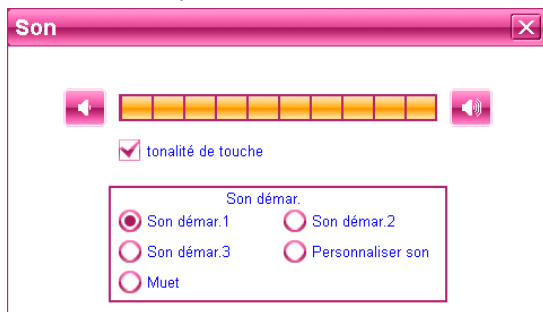 Son
tonalité de touche
Son démar.
Son démar.1 Son démar.2
Son démar.3 Personnaliser son
Muet